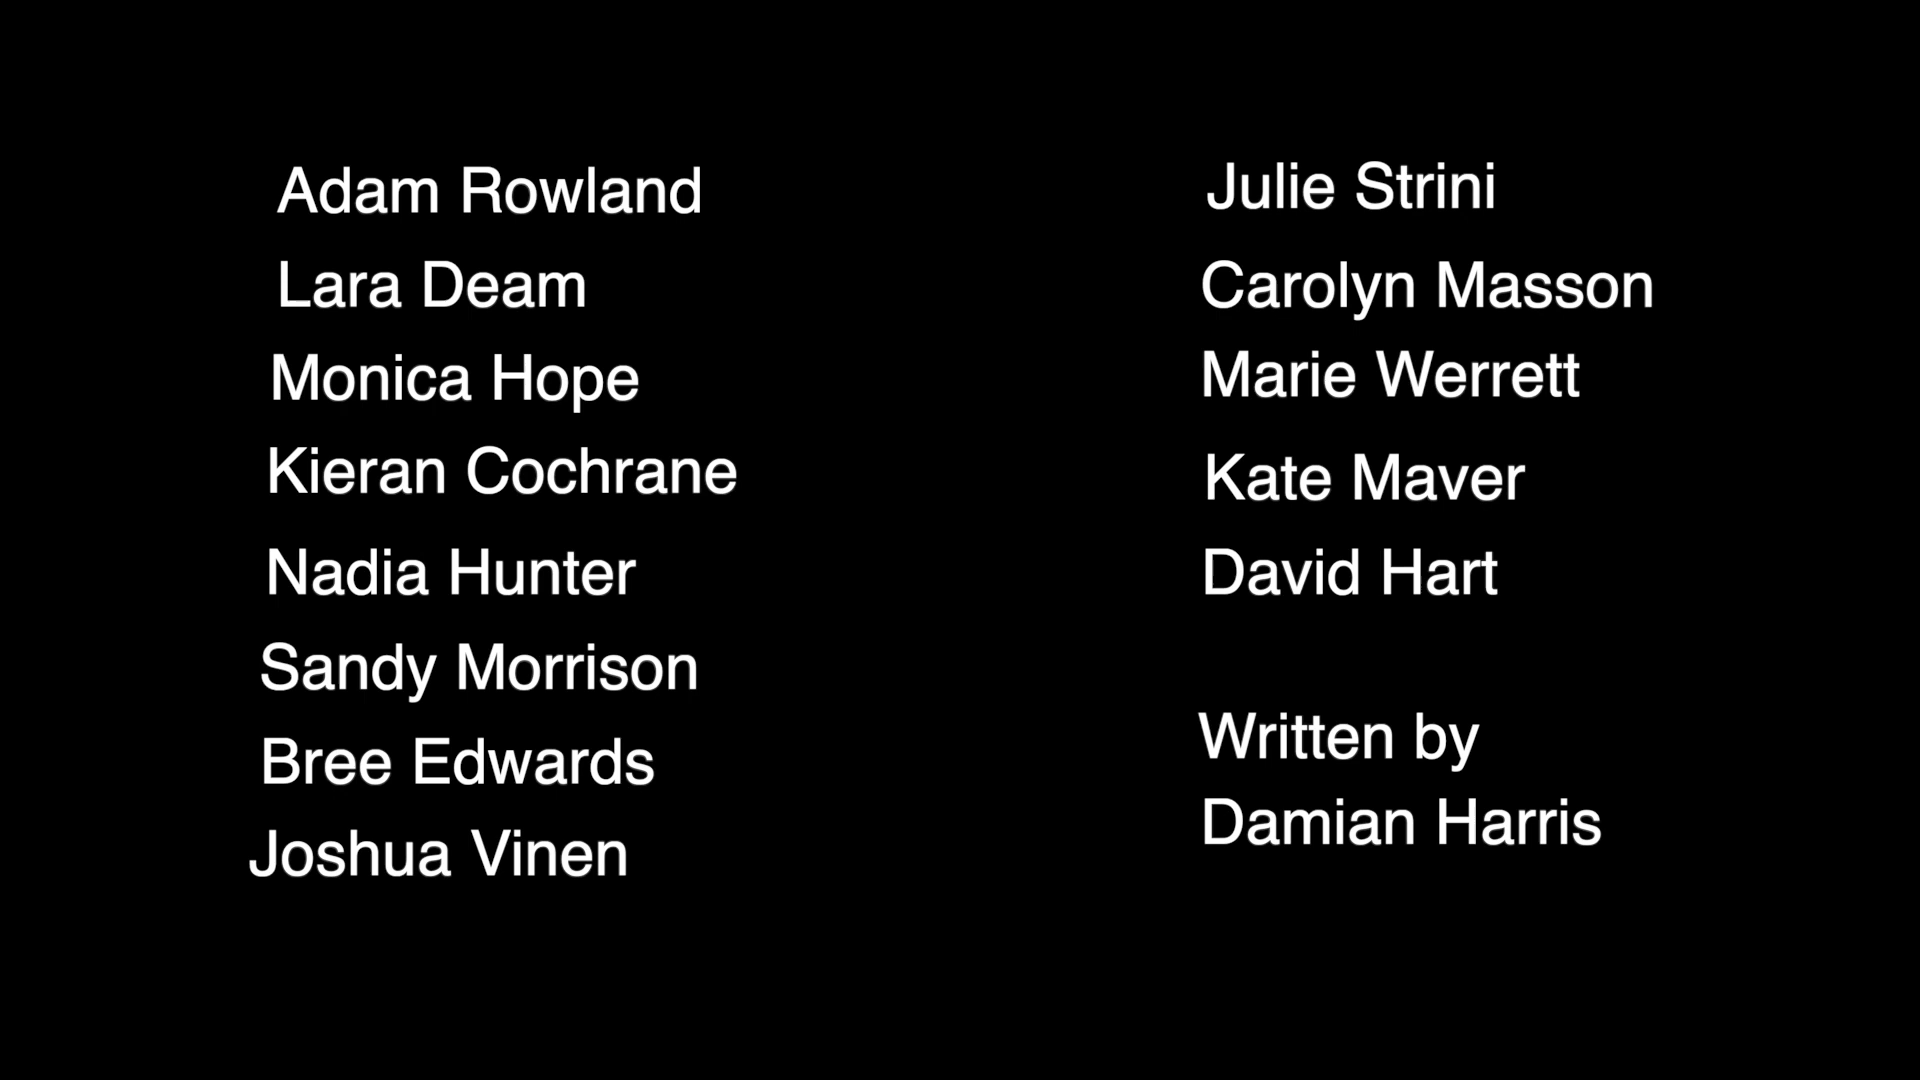 Adam Rowland
Lara Deam
Monica Hope
Kieran Cochrane
Nadia Hunter
Sandy Morrison
Bree Edwards
Joshua Vinen
Julie Strini
Carolyn Masson
Marie Werrett
Kate Maver
David Hart
Written by
Damian Harris